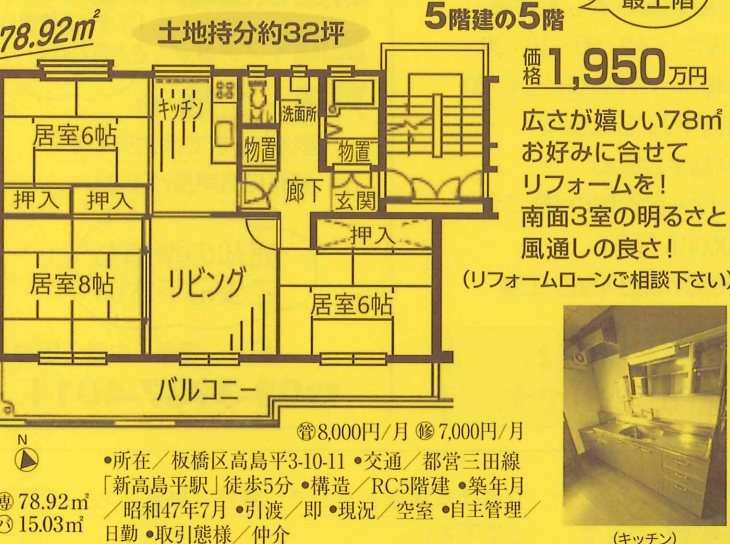 最上階
5階建の5階
78.92㎡
土地持分約32坪
価格1,950万円
広さが嬉しい78㎡
お好みに合せて
リフォームを!
南面3室の明るさと
風通しの良さ!
(リフォームローンご相談下さい)
キッチン
洗面所
居室6帖
物置
物置
押入
押入
廊下
玄関
押入
居室8帖
リビング
居室6帖
バルコニー
㊩8,000円/月 ㊝7,000円/月
N
•所在/板橋区高島平3-10-11 •交通/都営三田線
「新高島平駅」徒歩5分 •構造/RC5階建 •築年月
/昭和47年7月 •引渡/即 •現況/空室 •自主管理/
日勤 •取引態様/仲介
専 78.92㎡
バ 15.03㎡
(キッチン)